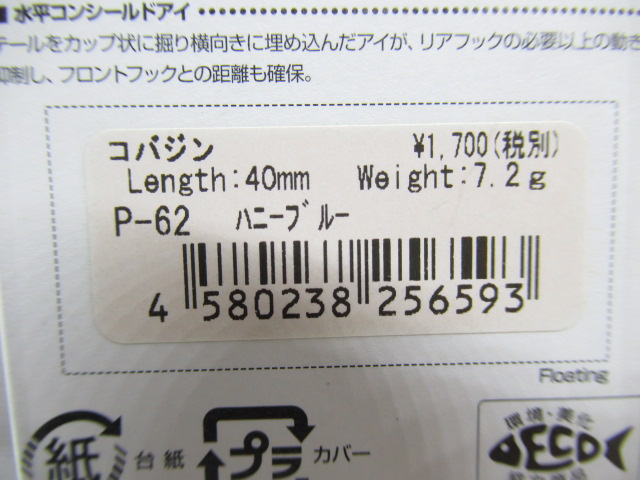 ■ 水平コンシールドアイ
テールをカップ状に掘り横向きに埋め込んだアイが、リアフックの必要以上の動き
抑制し、フロントフックとの距離も確保。
コバジン ¥1,700(税別)
Length:40mm Weight:7.2g
P-62 ハニーブルー
4 580238 256593
Floating
紙 台紙 プラ カバー
環境・美化
ECO